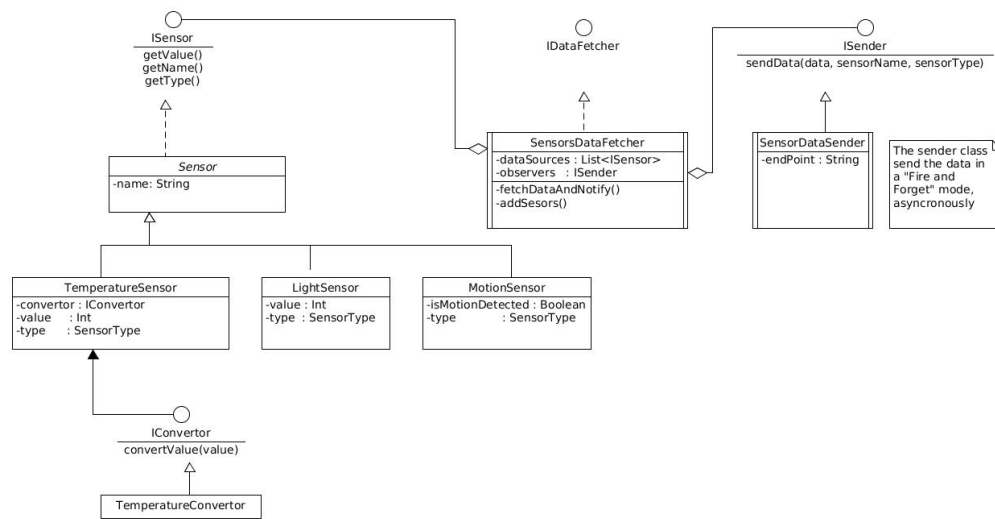 ISensor
getValue()
getName()
getType()
IDataFetcher
ISender
sendData(data, sensorName, sensorType)
Sensor
-name: String
SensorsDataFetcher
-dataSources : List<ISensor>
-observers : ISender
-fetchDataAndNotify()
-addSesors()
SensorDataSender
-endPoint : String
The sender class
send the data in
a "Fire and
Forget" mode,
asyncronously
TemperatureSensor
-convertor : IConvertor
-value : Int
-type : SensorType
LightSensor
-value : Int
-type : SensorType
MotionSensor
-isMotionDetected : Boolean
-type : SensorType
IConvertor
convertValue(value)
TemperatureConvertor